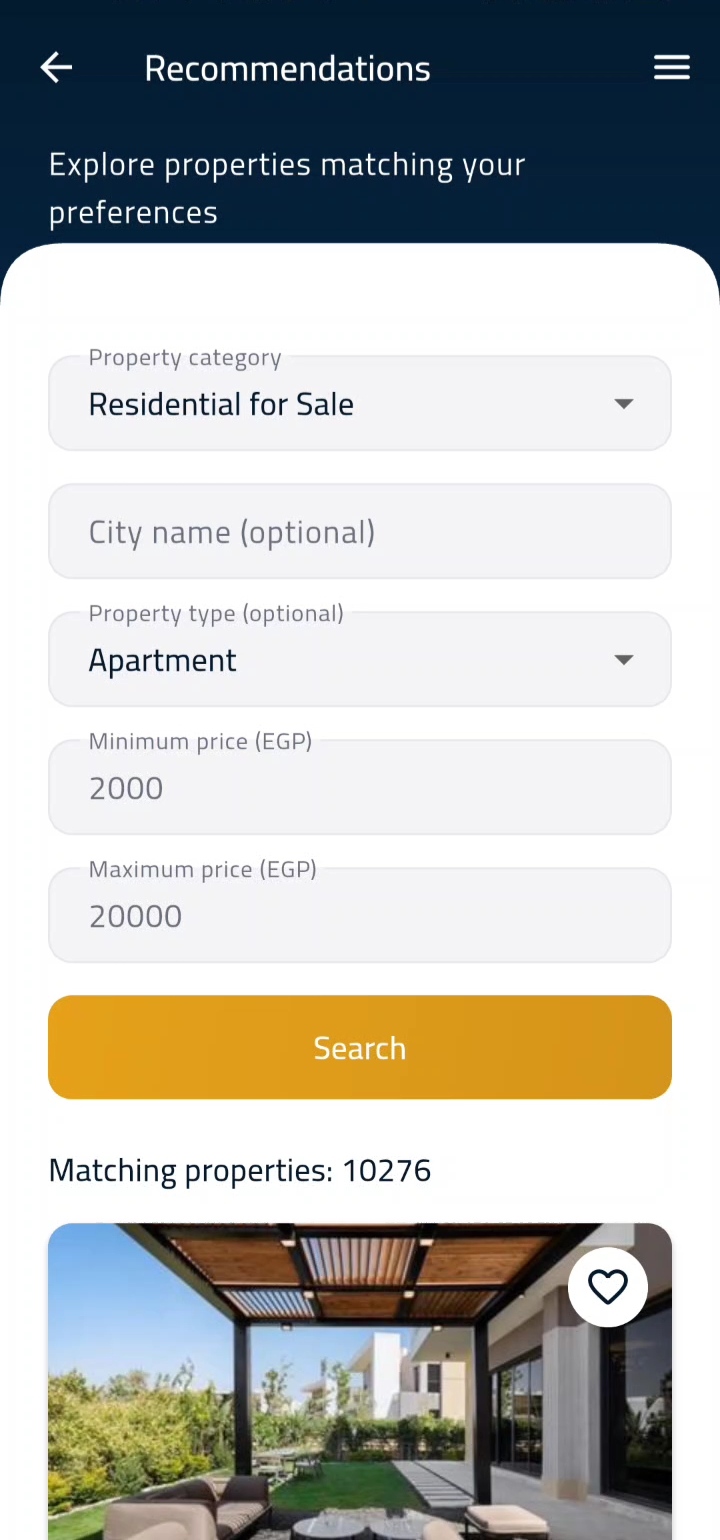 Recommendations
Explore properties matching your
preferences
Property category
Residential for Sale
City name (optional)
Property type (optional)
Apartment
Minimum price (EGP)
2000
Maximum price (EGP)
20000
Search
Matching properties: 10276